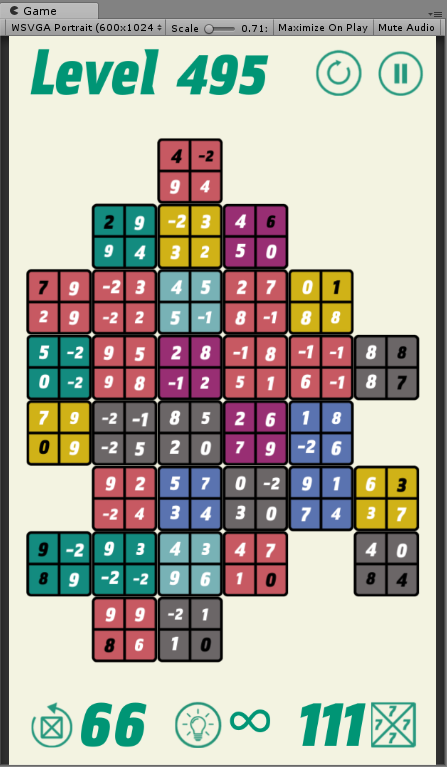 Game
WSVGA Portrait (600x1024 Scale 0.71: Maximize On Play Mute Audio
Level 495
4 -2
9 4
2 9 -2 3 4 6
9 4 3 2 5 0
7 9 -2 3 4 5 2 7 0 1
2 9 -2 2 5 -1 8 -1 8 8
5 -2 9 5 2 8 -1 8 -1 -1 8 8
0 -2 9 8 -1 2 5 1 6 -1 8 7
7 9 -2 -1 8 5 2 6 1 8
0 9 -2 5 2 0 7 9 -2 6
9 2 5 7 0 -2 9 1 6 3
-2 4 3 4 3 0 7 4 3 7
9 -2 9 3 4 3 4 7 4 0
8 9 -2 -2 9 6 1 0 8 4
9 9 -2 1
8 6 1 0
66 ∞ 111 7 7 7 7